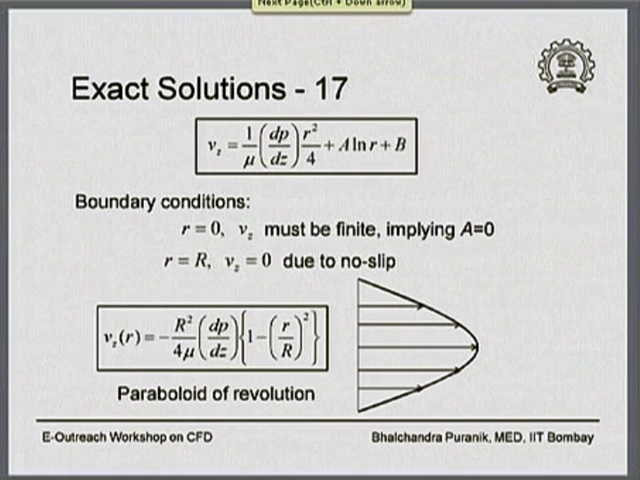 Next Page(Ctrl + Down arrow)
Exact Solutions - 17
v_z = 1/μ (dp/dz) r²/4 + A ln r + B
Boundary conditions:
r = 0, v_z must be finite, implying A=0
r = R, v_z = 0 due to no-slip
v_z(r) = − R²/4μ (dp/dz) {1 − (r/R)²}
Paraboloid of revolution
E-Outreach Workshop on CFD
Bhalchandra Puranik, MED, IIT Bombay